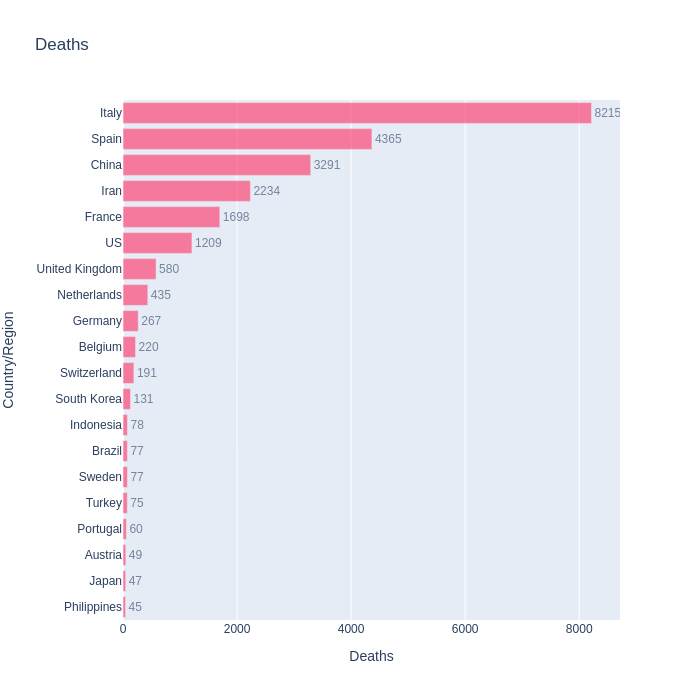 Deaths
Italy 8215
Spain 4365
China 3291
Iran 2234
France 1698
US 1209
United Kingdom 580
Netherlands 435
Germany 267
Belgium 220
Switzerland 191
South Korea 131
Indonesia 78
Brazil 77
Sweden 77
Turkey 75
Portugal 60
Austria 49
Japan 47
Philippines 45
0 2000 4000 6000 8000
Deaths
Country/Region